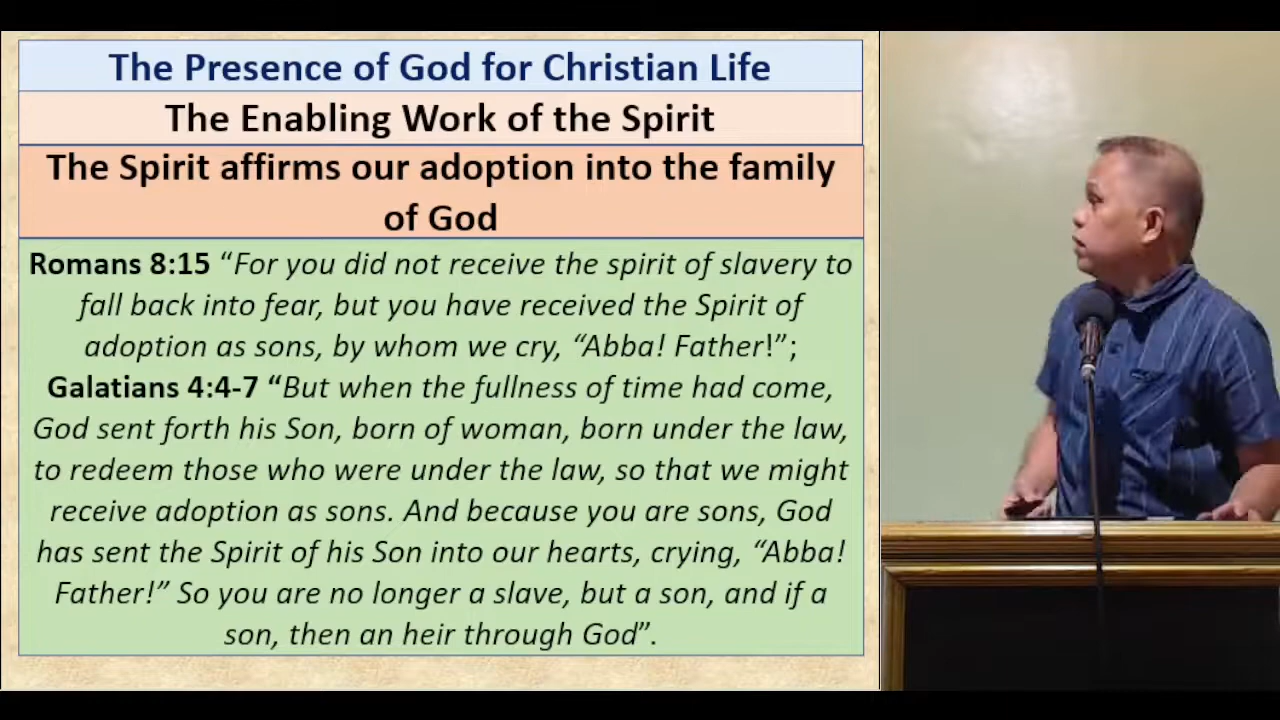 The Presence of God for Christian Life
The Enabling Work of the Spirit
The Spirit affirms our adoption into the family
of God
Romans 8:15 “For you did not receive the spirit of slavery to
fall back into fear, but you have received the Spirit of
adoption as sons, by whom we cry, “Abba! Father!”;
Galatians 4:4-7 “But when the fullness of time had come,
God sent forth his Son, born of woman, born under the law,
to redeem those who were under the law, so that we might
receive adoption as sons. And because you are sons, God
has sent the Spirit of his Son into our hearts, crying, “Abba!
Father!” So you are no longer a slave, but a son, and if a
son, then an heir through God”.